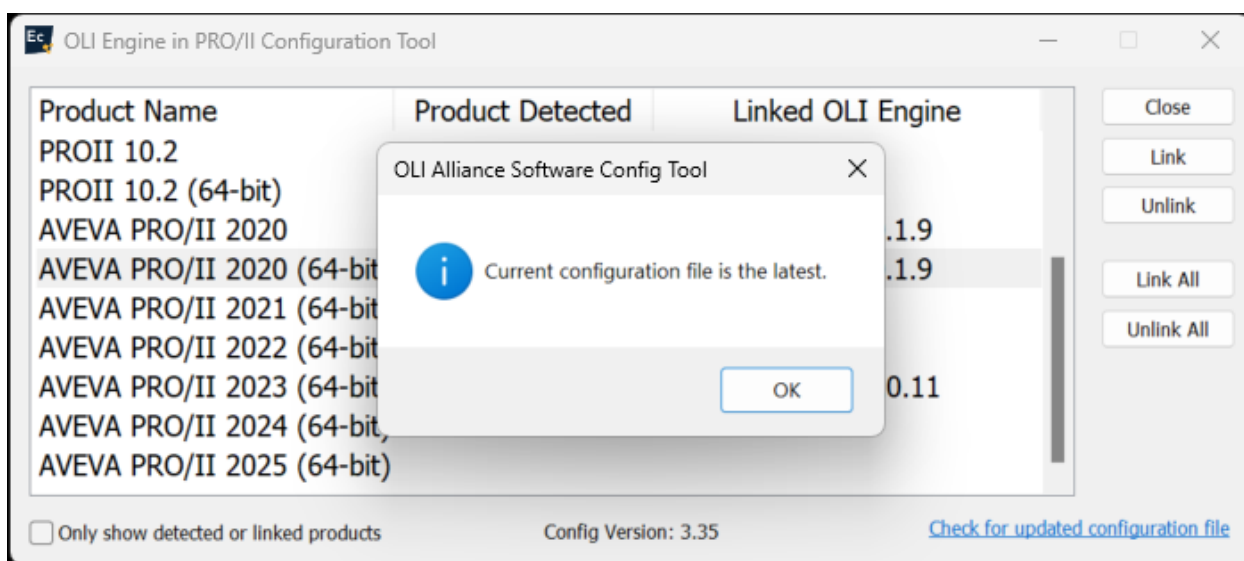 Ec OLI Engine in PRO/II Configuration Tool
Product Name Product Detected Linked OLI Engine
PROII 10.2
PROII 10.2 (64-bit)
AVEVA PRO/II 2020 .1.9
AVEVA PRO/II 2020 (64-bit .1.9
AVEVA PRO/II 2021 (64-bit
AVEVA PRO/II 2022 (64-bit
AVEVA PRO/II 2023 (64-bit 0.11
AVEVA PRO/II 2024 (64-bit)
AVEVA PRO/II 2025 (64-bit)
OLI Alliance Software Config Tool
Current configuration file is the latest.
OK
Close
Link
Unlink
Link All
Unlink All
Only show detected or linked products Config Version: 3.35 Check for updated configuration file